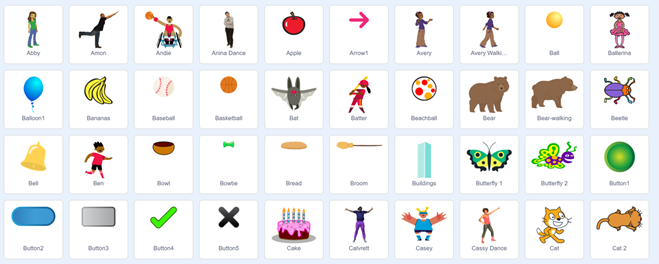 Abby
Amon
Andie
Anina Dance
Apple
Arrow1
Avery
Avery Walki...
Ball
Ballerina
Balloon1
Bananas
Baseball
Basketball
Bat
Batter
Beachball
Bear
Bear-walking
Beetle
Bell
Ben
Bowl
Bowtie
Bread
Broom
Buildings
Butterfly 1
Butterfly 2
Button1
Button2
Button3
Button4
Button5
Cake
Calvrett
Casey
Cassy Dance
Cat
Cat 2